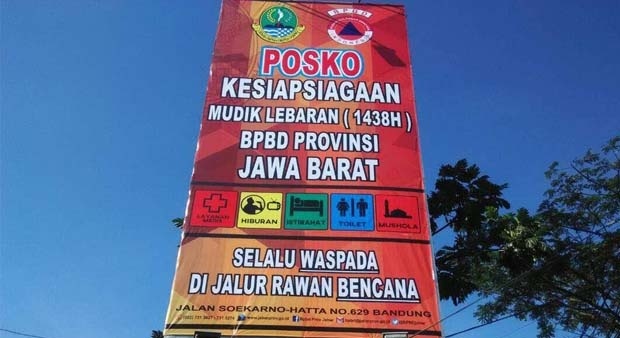 BPBD
POSKO
KESIAPSIAGAAN
MUDIK LEBARAN ( 1438H )
BPBD PROVINSI
JAWA BARAT
LAYANAN MEDIS
HIBURAN
ISTIRAHAT
TOILET
MUSHOLA
SELALU WASPADA
DI JALUR RAWAN BENCANA
JALAN SOEKARNO-HATTA NO.629 BANDUNG